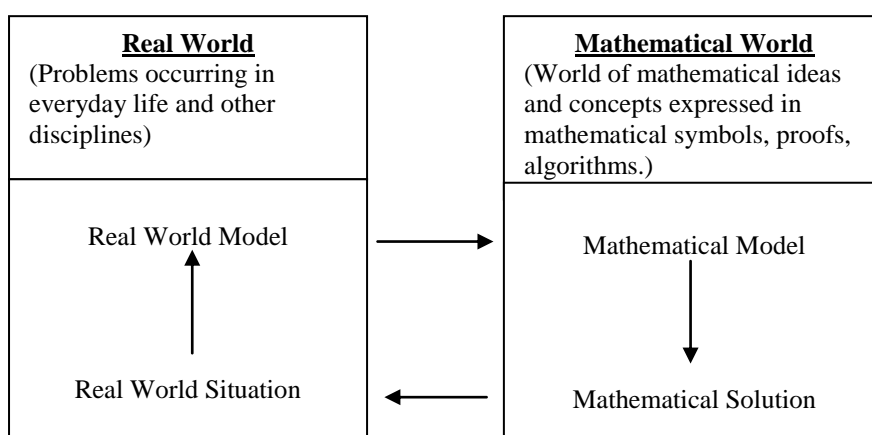 Real World
(Problems occurring in
everyday life and other
disciplines)
Mathematical World
(World of mathematical ideas
and concepts expressed in
mathematical symbols, proofs,
algorithms.)
Real World Model
Mathematical Model
Real World Situation
Mathematical Solution